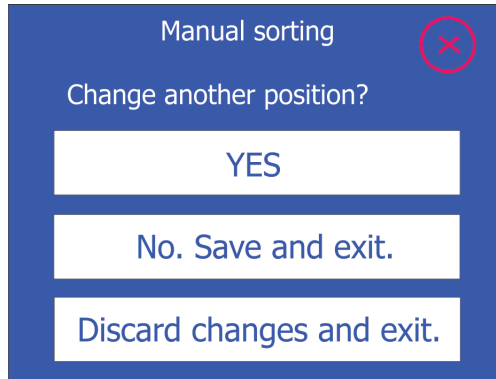 Manual sorting
Change another position?
YES
No. Save and exit.
Discard changes and exit.